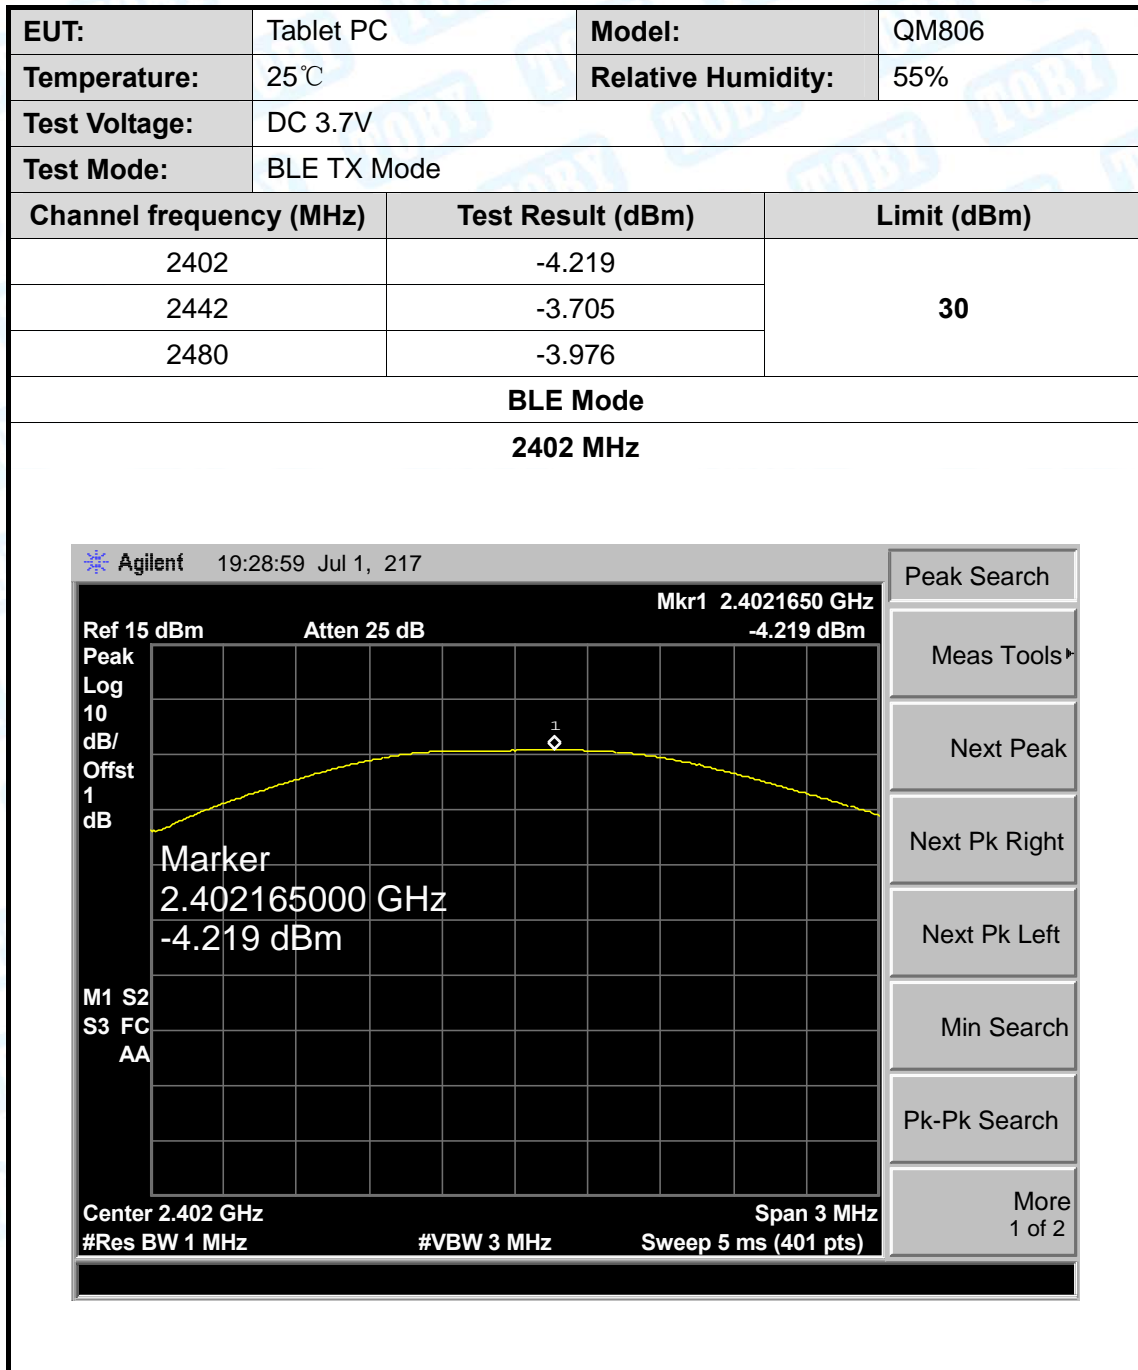 EUT: Tablet PC Model: QM806
Temperature: 25℃ Relative Humidity: 55%
Test Voltage: DC 3.7V
Test Mode: BLE TX Mode
Channel frequency (MHz) Test Result (dBm) Limit (dBm)
2402 -4.219
2442 -3.705 30
2480 -3.976
BLE Mode
2402 MHz
Agilent 19:28:59 Jul 1, 217
Peak Search
Mkr1 2.4021650 GHz
Ref 15 dBm Atten 25 dB -4.219 dBm
Peak
Log
10
dB/
Offst
1
dB
1
Marker
2.402165000 GHz
-4.219 dBm
M1 S2
S3 FC
AA
Center 2.402 GHz Span 3 MHz
#Res BW 1 MHz #VBW 3 MHz Sweep 5 ms (401 pts)
Meas Tools
Next Peak
Next Pk Right
Next Pk Left
Min Search
Pk-Pk Search
More
1 of 2
TOBY